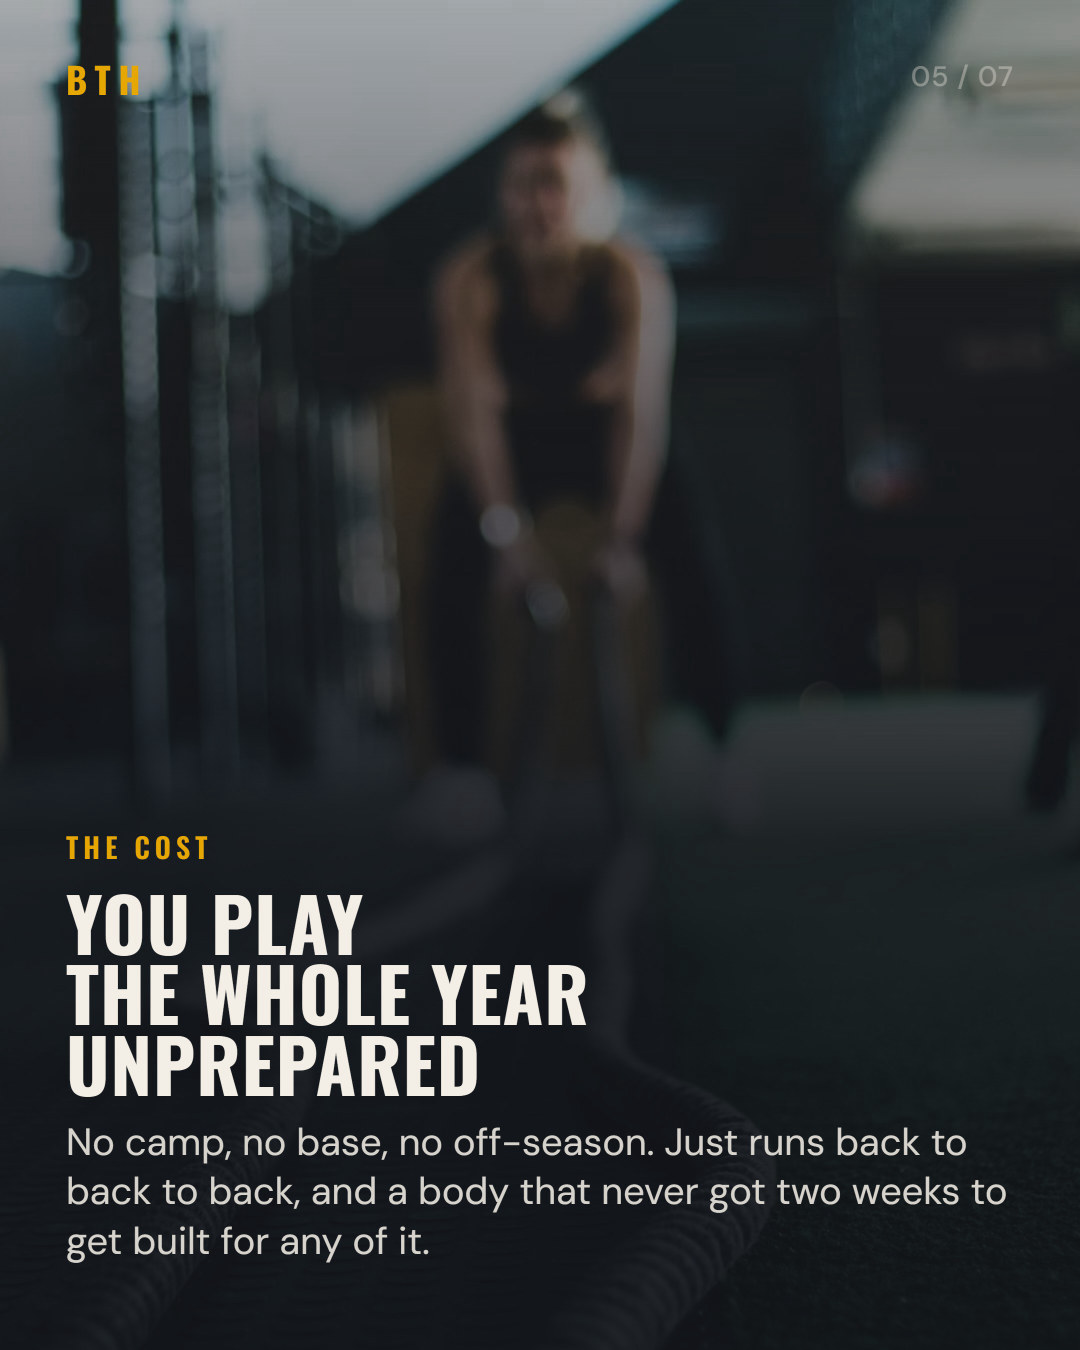 BTH
05 / 07
THE COST
YOU PLAY
THE WHOLE YEAR
UNPREPARED
No camp, no base, no off-season. Just runs back to
back to back, and a body that never got two weeks to
get built for any of it.